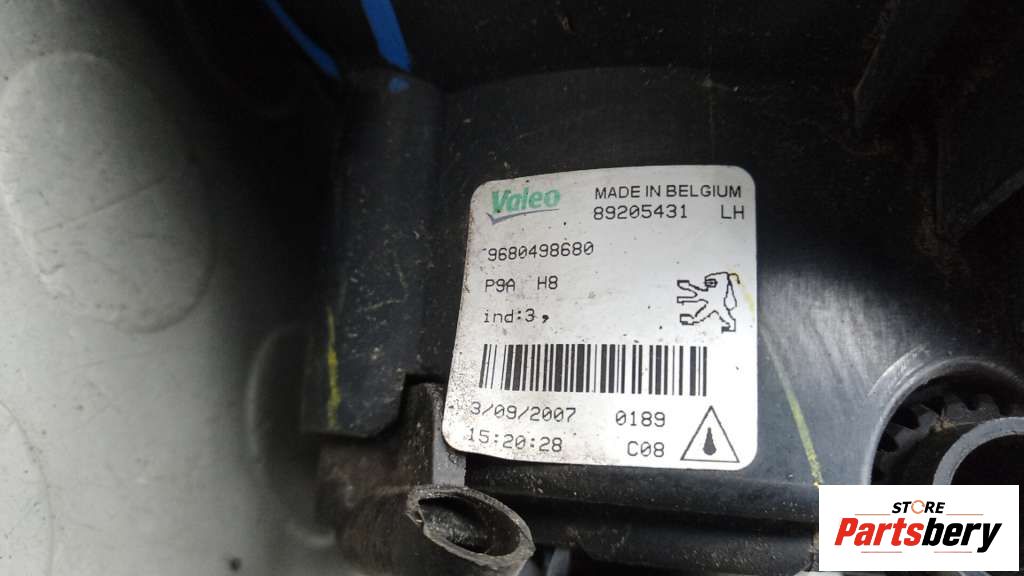 Valeo MADE IN BELGIUM
89205431 LH
9680498680
P9A H8
ind:3,
3/09/2007 0189
15:20:28 C08
STORE
Partsbery